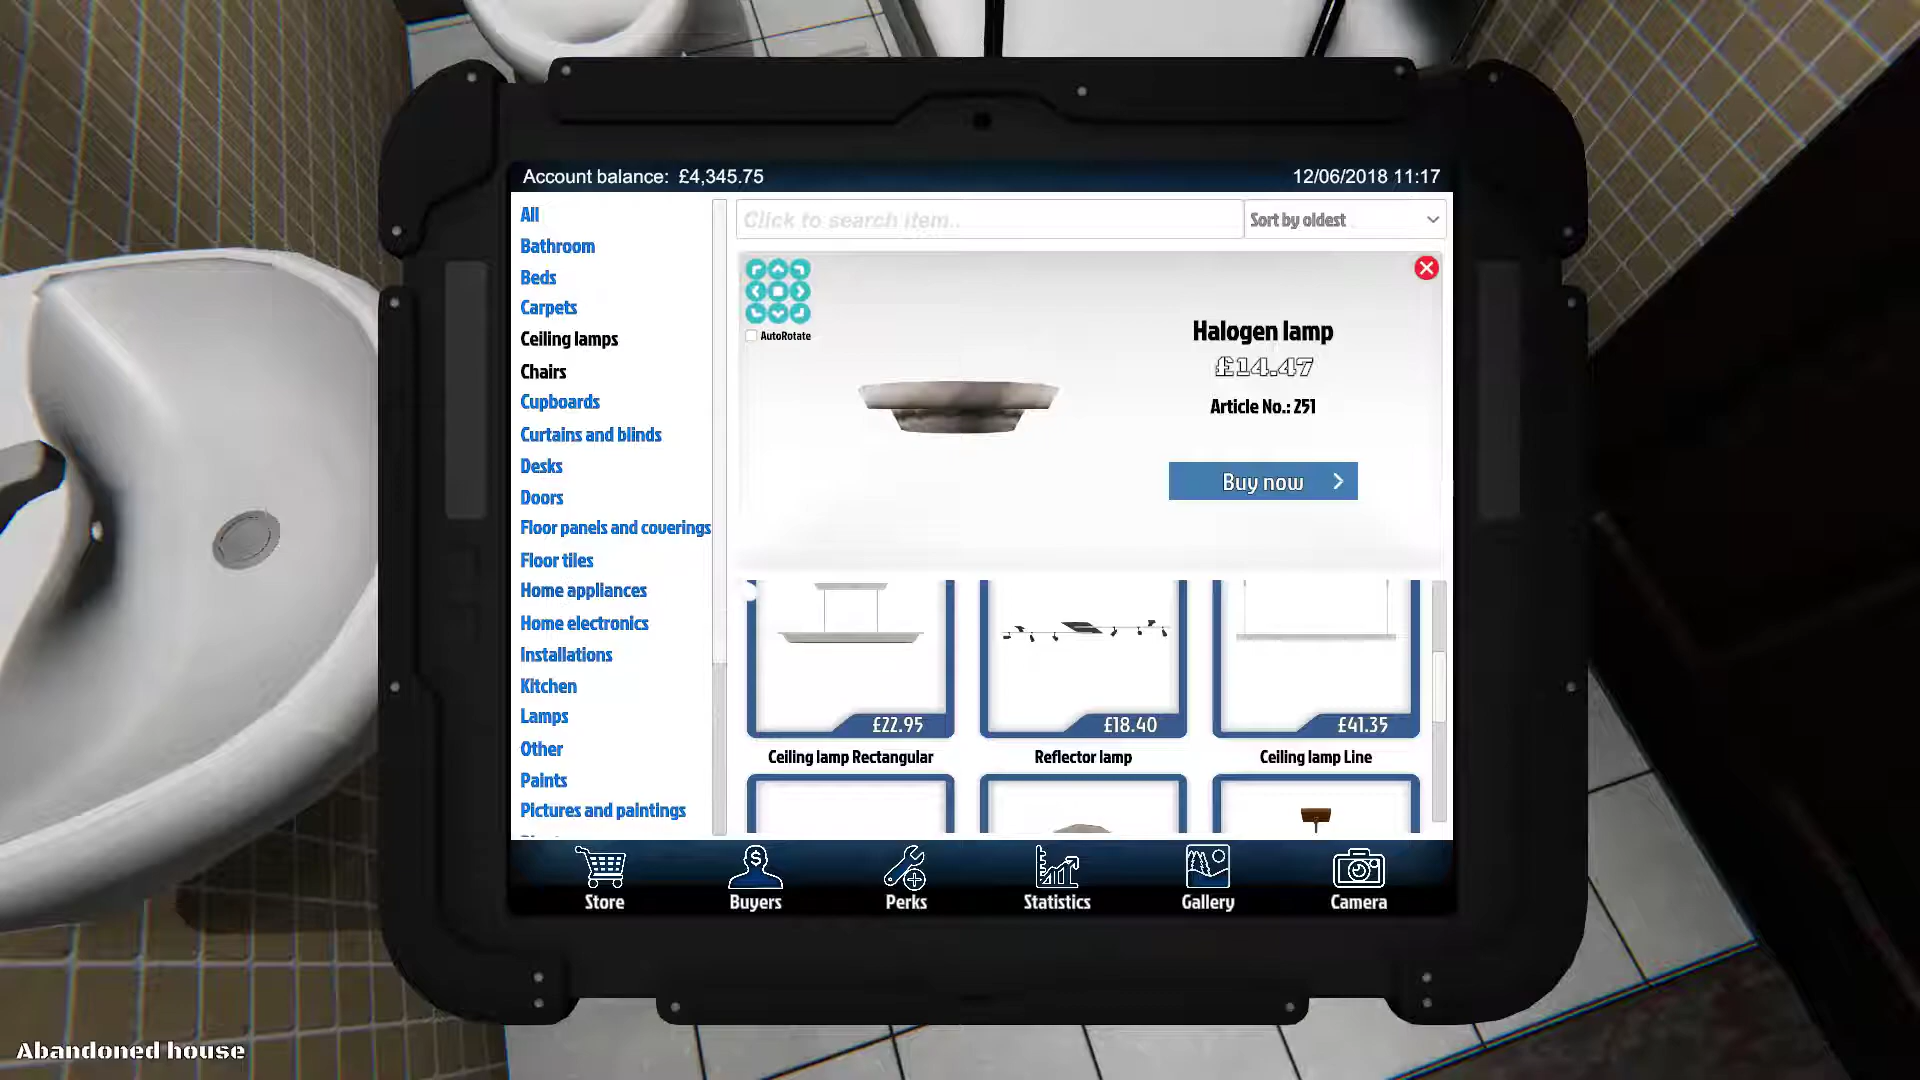 Account balance: £4,345.75
12/06/2018 11:17
All
Bathroom
Beds
Carpets
Ceiling lamps
Chairs
Cupboards
Curtains and blinds
Desks
Doors
Floor panels and coverings
Floor tiles
Home appliances
Home electronics
Installations
Kitchen
Lamps
Other
Paints
Pictures and paintings
Click to search item..
Sort by oldest
AutoRotate
Halogen lamp
£14.47
Article No.: 251
Buy now
£22.95
£18.40
£41.35
Ceiling lamp Rectangular
Reflector lamp
Ceiling lamp Line
Store
Buyers
Perks
Statistics
Gallery
Camera
Abandoned house